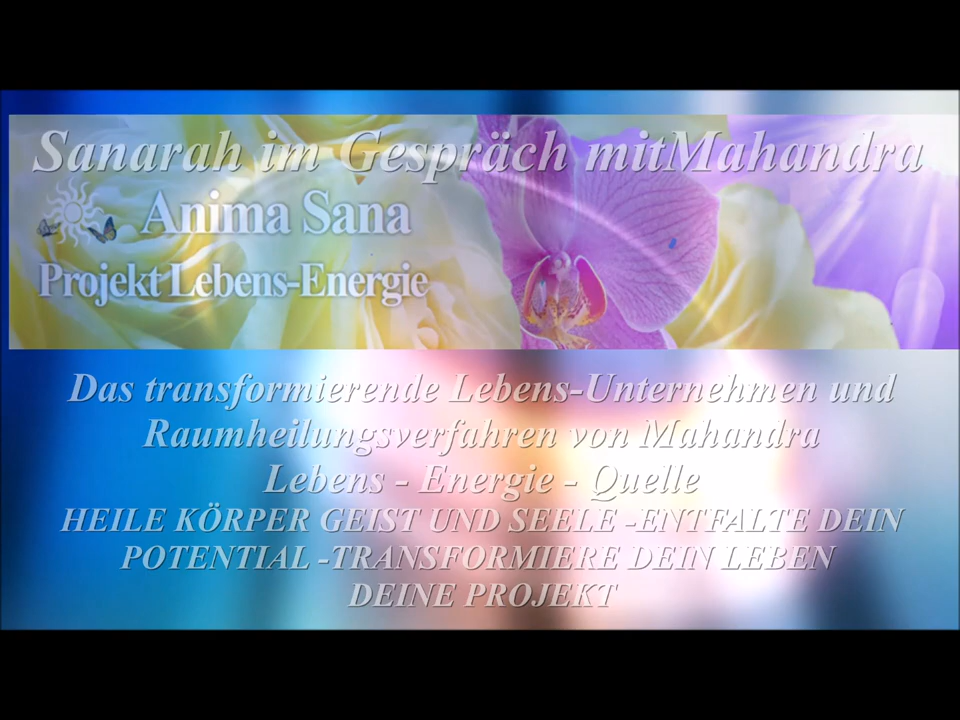 Sanarah im Gespräch mitMahandra
Anima Sana
Projekt Lebens-Energie
Das transformierende Lebens-Unternehmen und
Raumheilungsverfahren von Mahandra
Lebens - Energie - Quelle
HEILE KÖRPER GEIST UND SEELE -ENTFALTE DEIN
POTENTIAL -TRANSFORMIERE DEIN LEBEN
DEINE PROJEKT